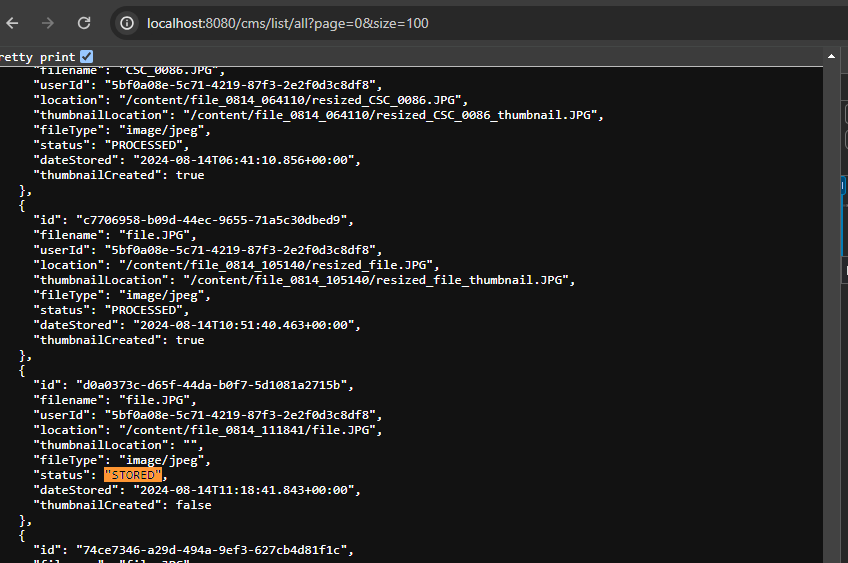 localhost:8080/cms/list/all?page=0&size=100
retty print
"filename": "CSC_0086.JPG",
"userId": "5bf0a08e-5c71-4219-87f3-2e2f0d3c8df8",
"location": "/content/file_0814_064110/resized_CSC_0086.JPG",
"thumbnailLocation": "/content/file_0814_064110/resized_CSC_0086_thumbnail.JPG",
"fileType": "image/jpeg",
"status": "PROCESSED",
"dateStored": "2024-08-14T06:41:10.856+00:00",
"thumbnailCreated": true
},
{
"id": "c7706958-b09d-44ec-9655-71a5c30dbed9",
"filename": "file.JPG",
"userId": "5bf0a08e-5c71-4219-87f3-2e2f0d3c8df8",
"location": "/content/file_0814_105140/resized_file.JPG",
"thumbnailLocation": "/content/file_0814_105140/resized_file_thumbnail.JPG",
"fileType": "image/jpeg",
"status": "PROCESSED",
"dateStored": "2024-08-14T10:51:40.463+00:00",
"thumbnailCreated": true
},
{
"id": "d0a0373c-d65f-44da-b0f7-5d1081a2715b",
"filename": "file.JPG",
"userId": "5bf0a08e-5c71-4219-87f3-2e2f0d3c8df8",
"location": "/content/file_0814_111841/file.JPG",
"thumbnailLocation": "",
"fileType": "image/jpeg",
"status": "STORED",
"dateStored": "2024-08-14T11:18:41.843+00:00",
"thumbnailCreated": false
},
{
"id": "74ce7346-a29d-494a-9ef3-627cb4d81f1c",
"filename": "file.JPG",